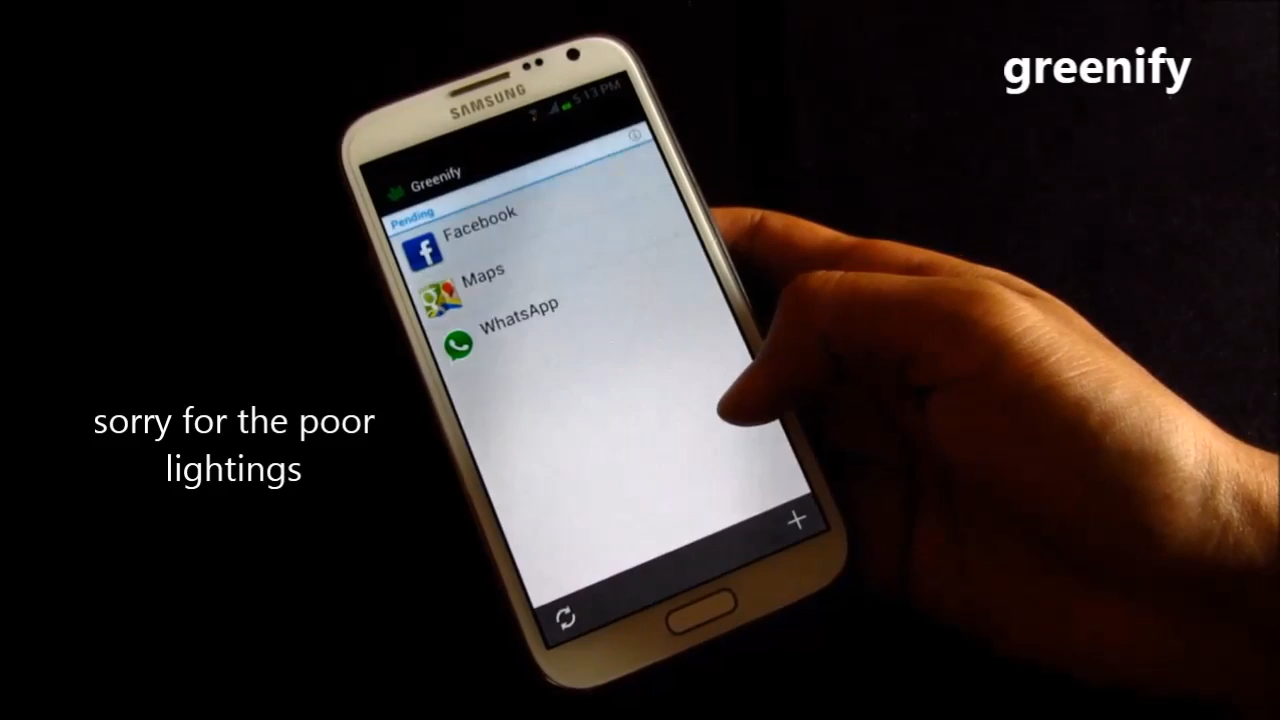 greenify
SAMSUNG
5:13 PM
Greenify
Pending
Facebook
Maps
WhatsApp
sorry for the poor
lightings